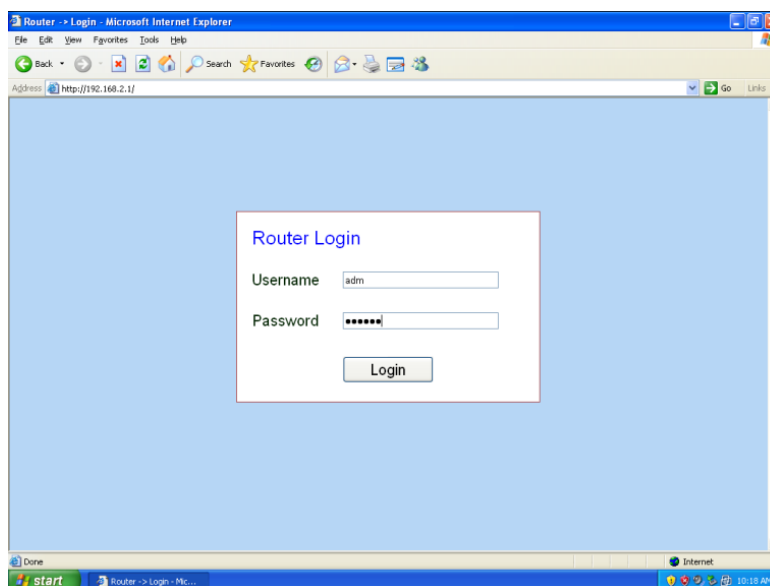 Router -> Login - Microsoft Internet Explorer
File Edit View Favorites Tools Help
Back Search Favorites
Address http://192.168.2.1/ Go Links
Router Login
Username adm
Password ••••••
Login
Done Internet
start Router -> Login - Mic... 10:18 AM